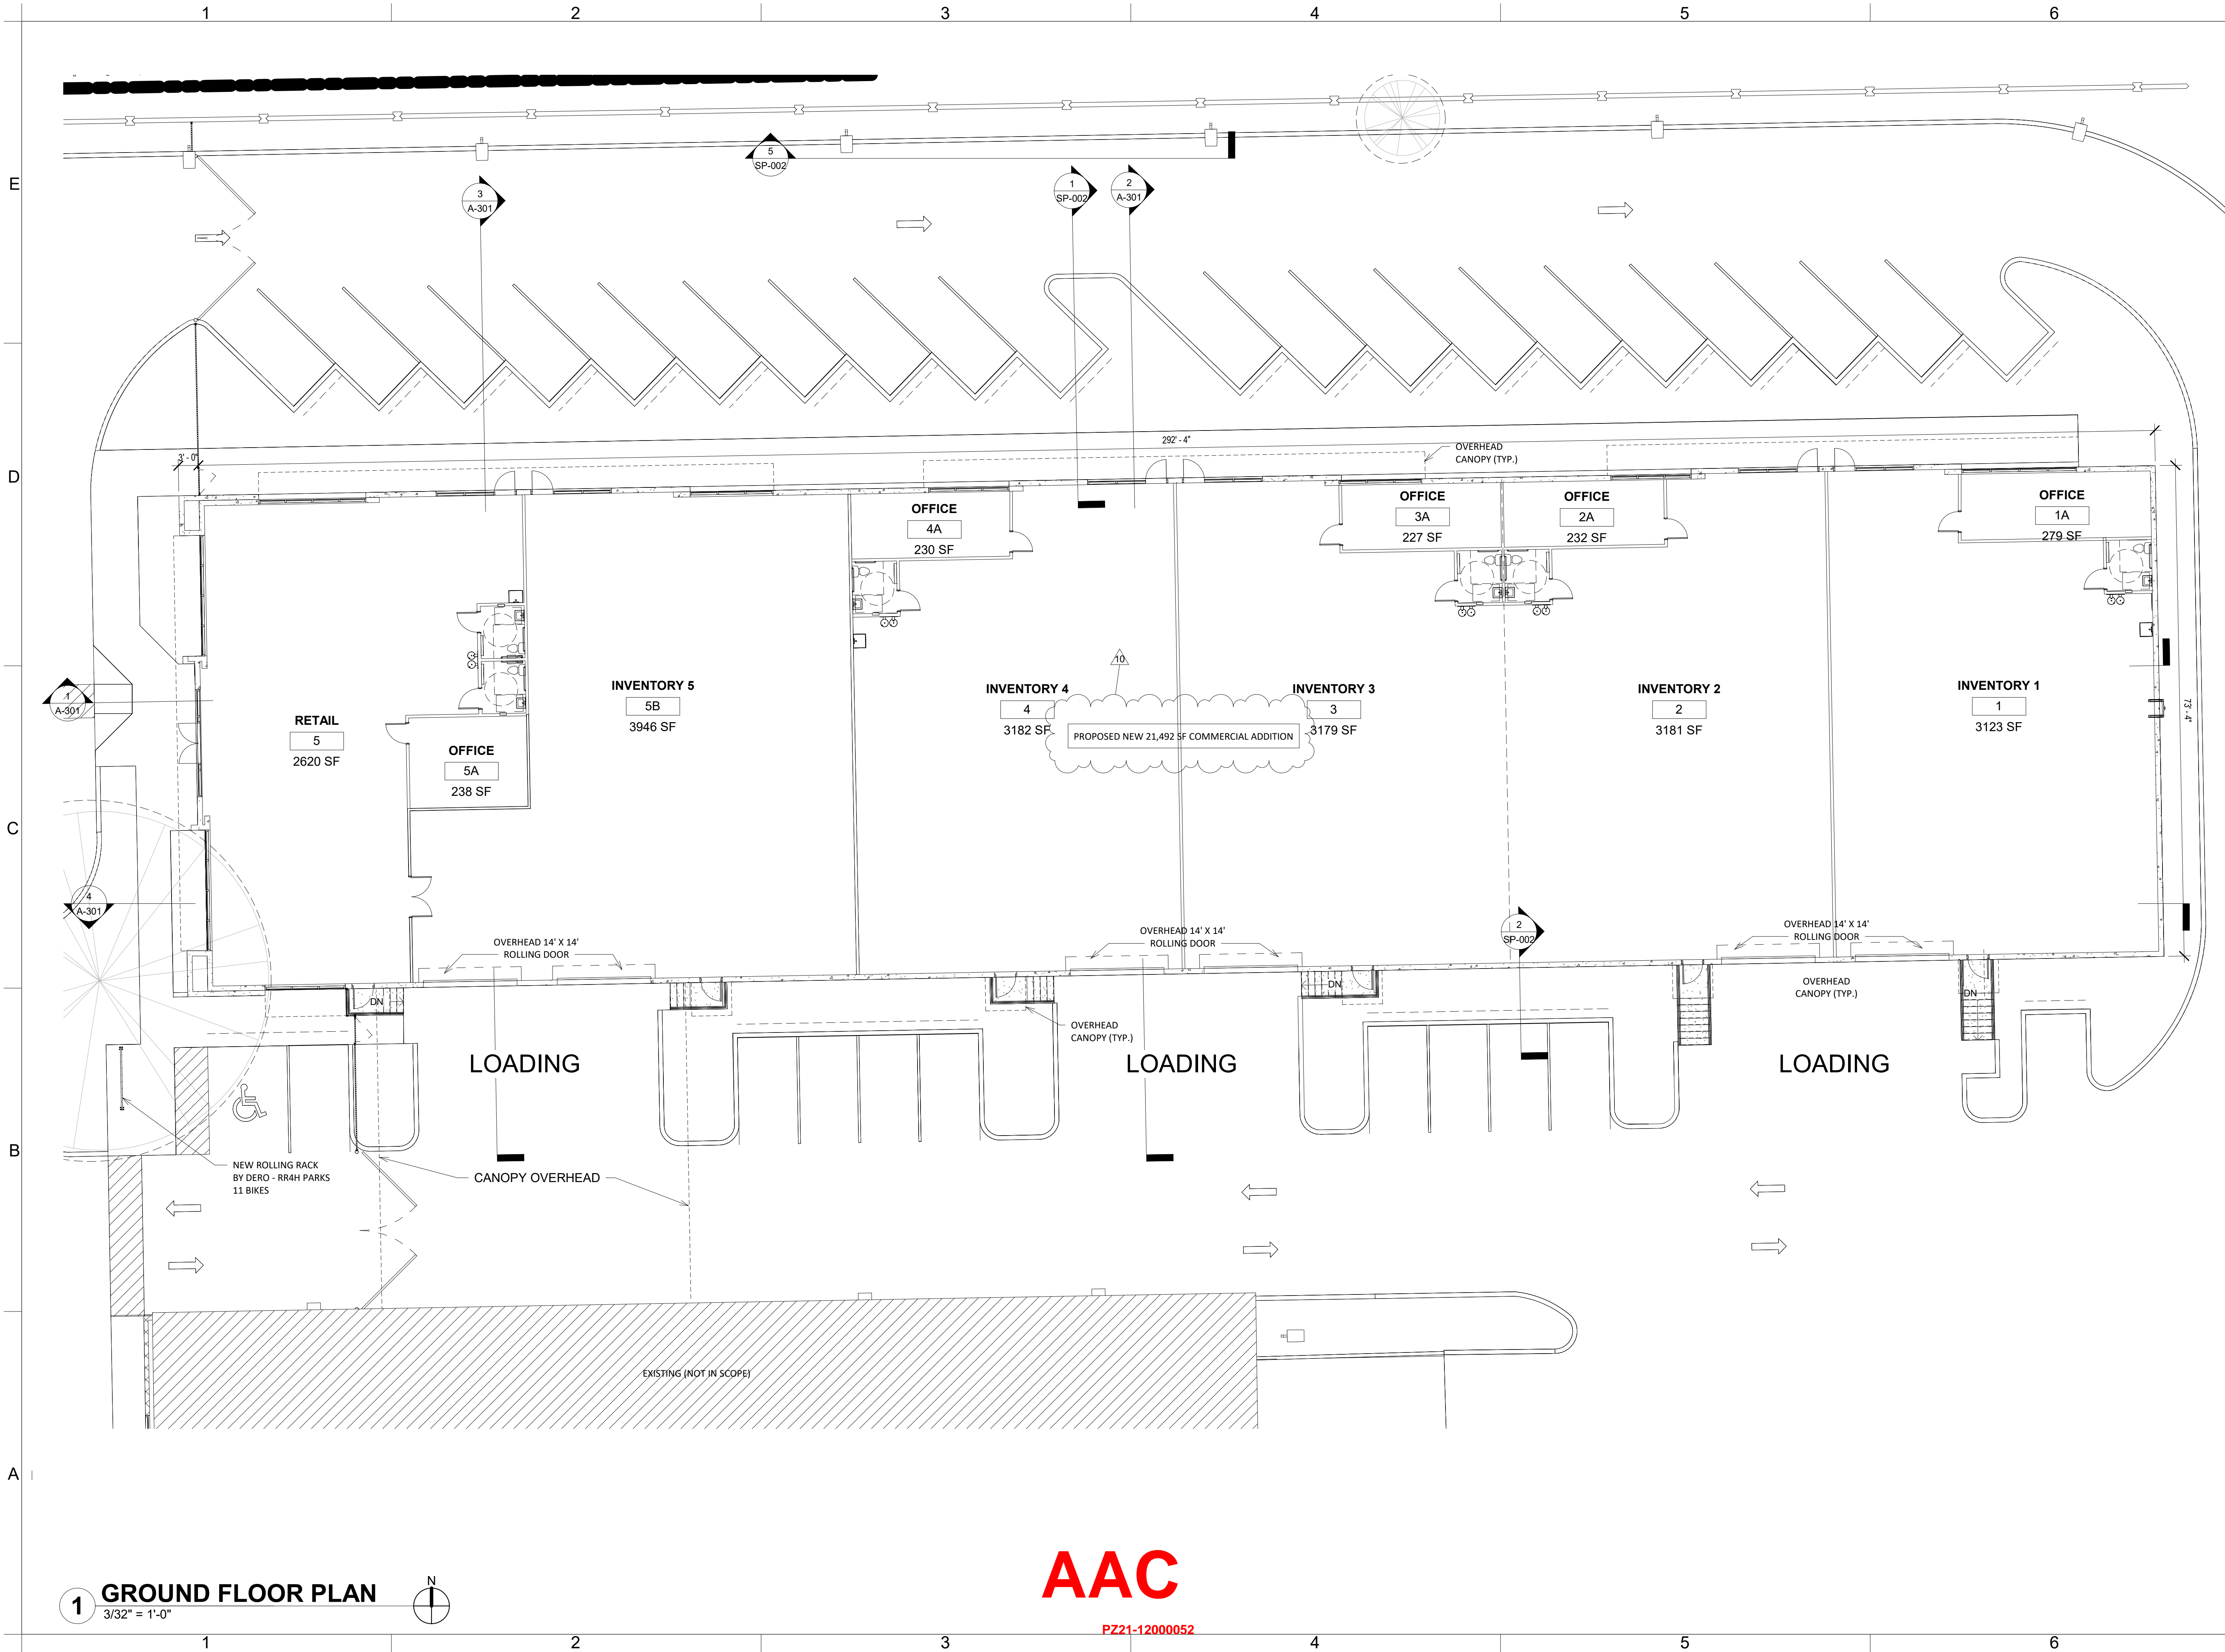 1 2 3 4 5 6
E
D
C
B
A
5
SP-002
3
A-301
1
SP-002
2
A-301
292' - 4"
3' - 0"
OVERHEAD
CANOPY (TYP.)
OFFICE
4A
230 SF
OFFICE
3A
227 SF
OFFICE
2A
232 SF
OFFICE
1A
279 SF
10
1
A-301
RETAIL
5
2620 SF
OFFICE
5A
238 SF
INVENTORY 5
5B
3946 SF
INVENTORY 4
4
3182 SF
PROPOSED NEW 21,492 SF COMMERCIAL ADDITION
INVENTORY 3
3
3179 SF
INVENTORY 2
2
3181 SF
INVENTORY 1
1
3123 SF
73' - 4"
4
A-301
OVERHEAD 14' X 14'
ROLLING DOOR
OVERHEAD 14' X 14'
ROLLING DOOR
2
SP-002
OVERHEAD 14' X 14'
ROLLING DOOR
DN
DN
DN
OVERHEAD
CANOPY (TYP.)
OVERHEAD
CANOPY (TYP.)
LOADING
LOADING
LOADING
NEW ROLLING RACK
BY DERO - RR4H PARKS
11 BIKES
CANOPY OVERHEAD
EXISTING (NOT IN SCOPE)
1
GROUND FLOOR PLAN
3/32" = 1'-0"
N
AAC
PZ21-12000052
1 2 3 4 5 6